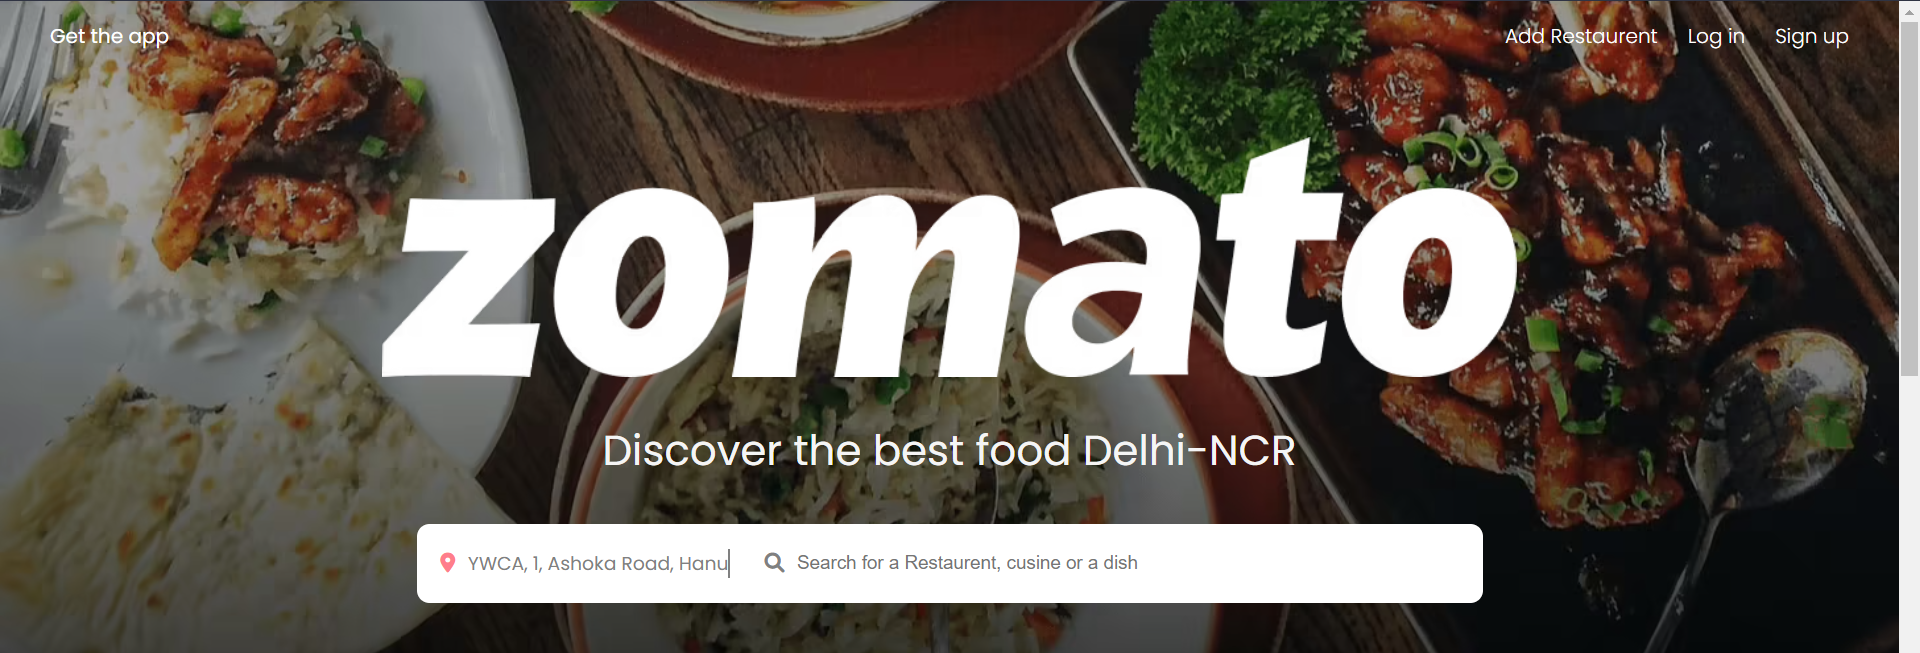 Get the app
Add Restaurent
Log in
Sign up
zomato
Discover the best food Delhi-NCR
YWCA, 1, Ashoka Road, Hanu
Search for a Restaurent, cusine or a dish